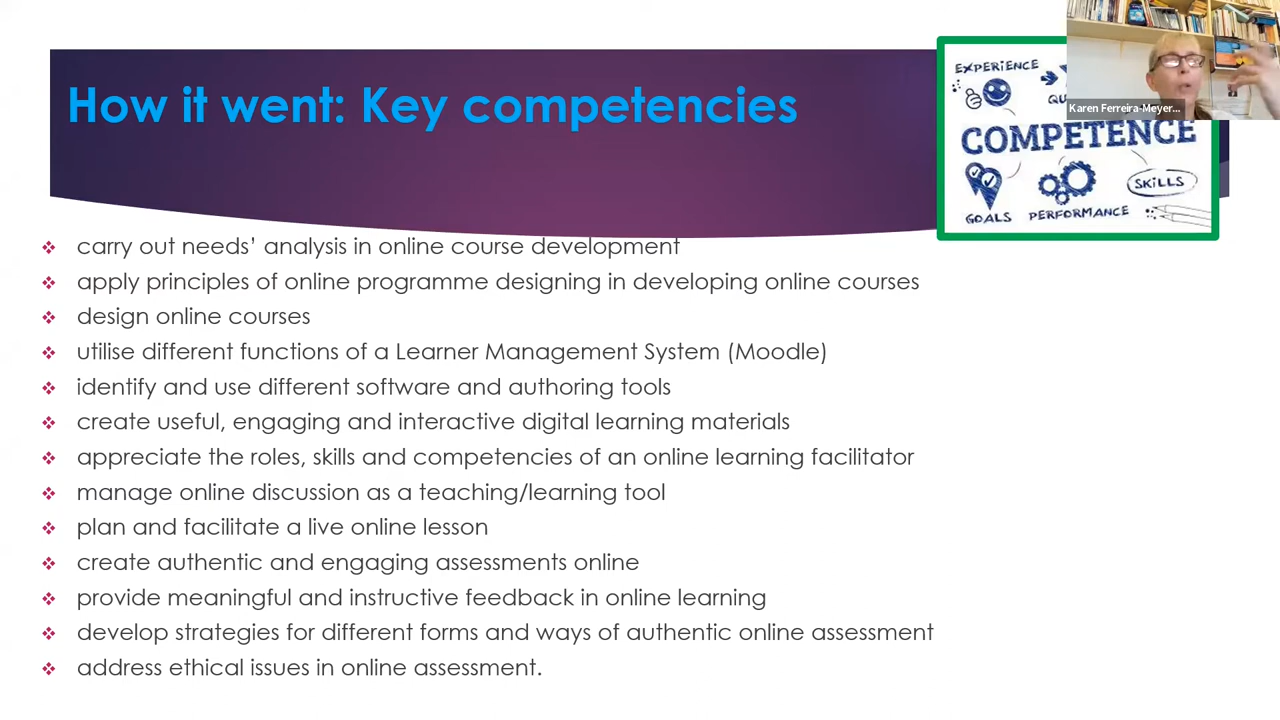 How it went: Key competencies
EXPERIENCE
COMPETENCE
SKILLS
GOALS PERFORMANCE
Karen Ferreira-Meyer...
carry out needs’ analysis in online course development
apply principles of online programme designing in developing online courses
design online courses
utilise different functions of a Learner Management System (Moodle)
identify and use different software and authoring tools
create useful, engaging and interactive digital learning materials
appreciate the roles, skills and competencies of an online learning facilitator
manage online discussion as a teaching/learning tool
plan and facilitate a live online lesson
create authentic and engaging assessments online
provide meaningful and instructive feedback in online learning
develop strategies for different forms and ways of authentic online assessment
address ethical issues in online assessment.